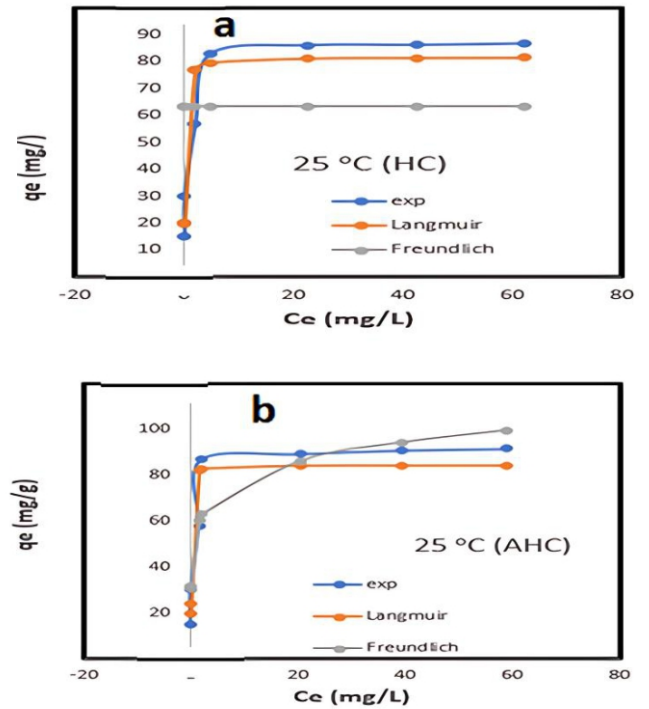 a
90
80
70
60
50
40
30
20
10
qe (mg/)
25 °C (HC)
exp
Langmuir
Freundlich
-20
20
40
60
80
Ce (mg/L)
b
100
80
60
40
20
qe (mg/g)
25 °C (AHC)
exp
Langmuir
Freundlich
-20
20
40
60
80
Ce (mg/L)